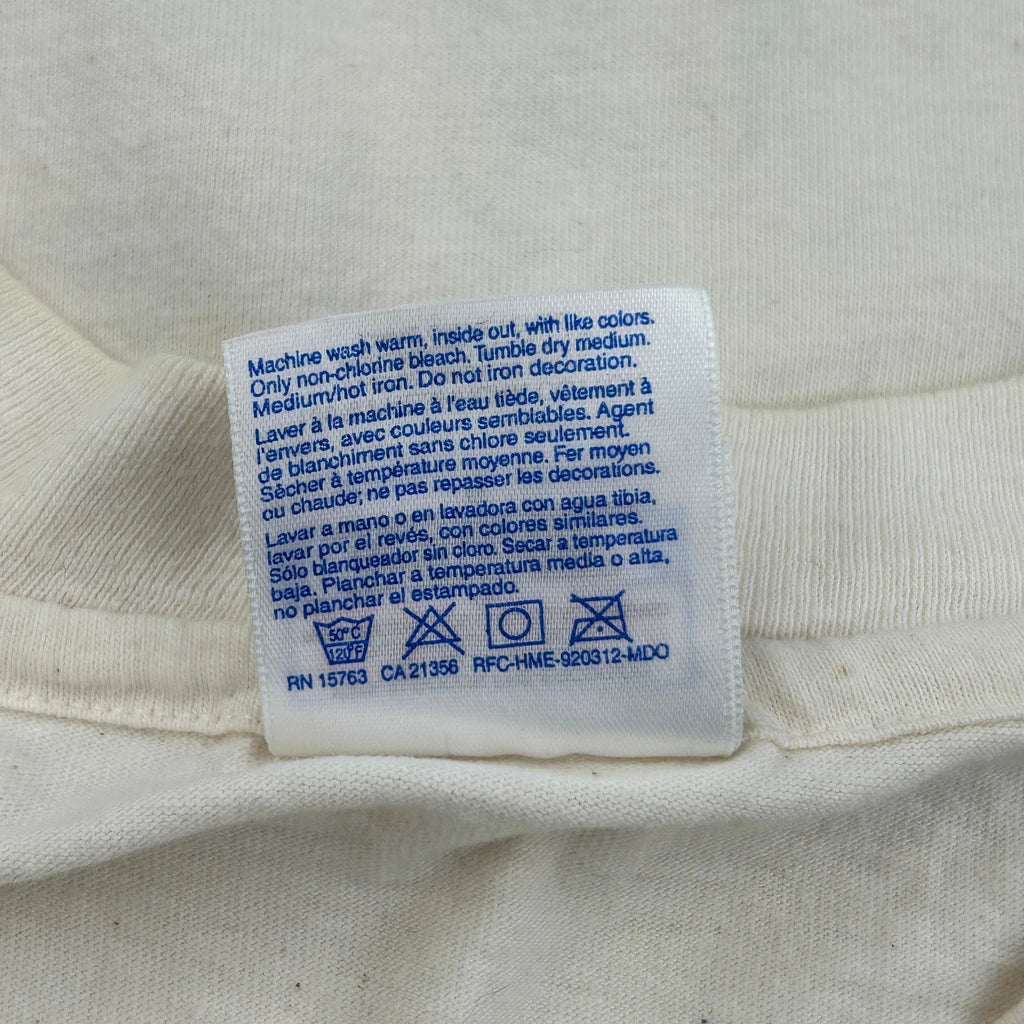 Machine wash warm, inside out, with like colors.
Only non-chlorine bleach. Tumble dry medium.
Medium/hot iron. Do not iron decoration.
Laver à la machine à l'eau tiède, vêtement à
l'envers, avec couleurs semblables. Agent
de blanchiment sans chlore seulement.
Sècher à température moyenne. Fer moyen
ou chaude; ne pas repasser les decorations.
Lavar a mano o en lavadora con agua tibia,
lavar por el revés, con colores similares.
Sólo blanqueador sin cloro. Secar a temperatura
baja. Planchar a temperatura media o alta,
no planchar el estampado.
50°C
120°F
RN 15763 CA 21356 RFC-HME-920312-MDO